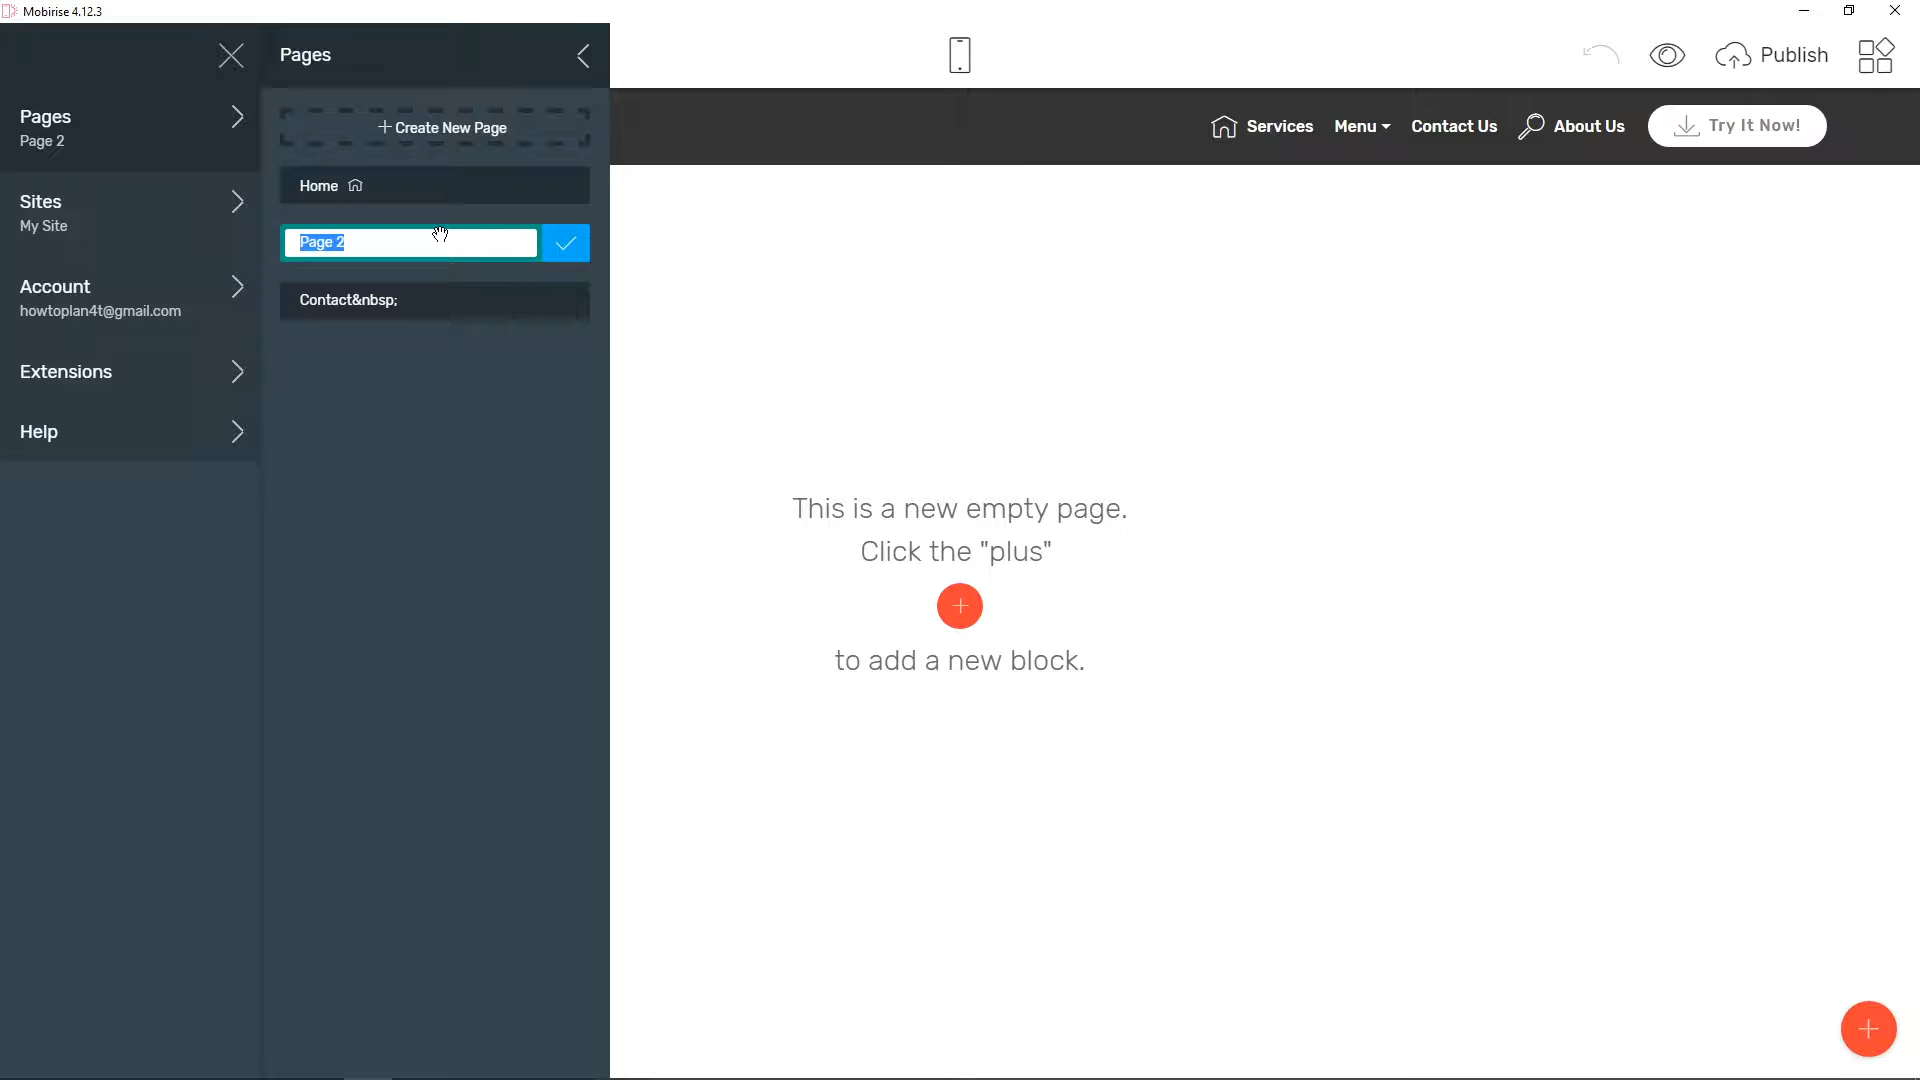 Mobirise 4.12.3
Pages
Publish
Pages
Page 2
Sites
My Site
Account
howtoplan4t@gmail.com
Extensions
Help
+ Create New Page
Home
Page 2
Contact&nbsp;
Services
Menu
Contact Us
About Us
Try It Now!
This is a new empty page.
Click the "plus"
to add a new block.